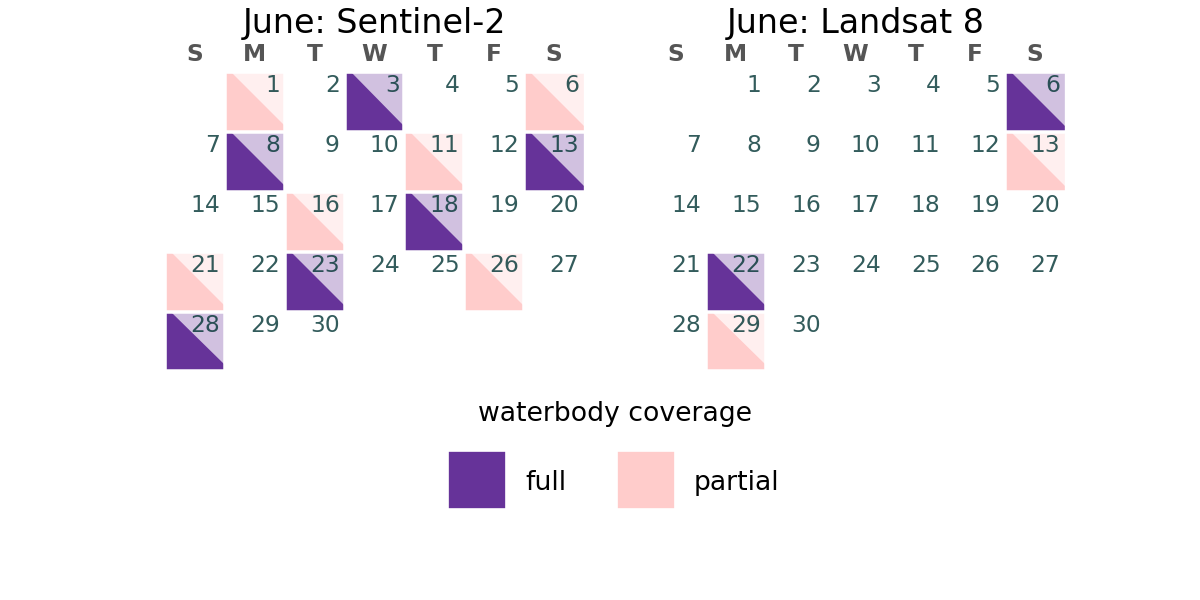 June: Sentinel-2
S M T W T F S
1 2 3 4 5 6
7 8 9 10 11 12 13
14 15 16 17 18 19 20
21 22 23 24 25 26 27
28 29 30
June: Landsat 8
S M T W T F S
1 2 3 4 5 6
7 8 9 10 11 12 13
14 15 16 17 18 19 20
21 22 23 24 25 26 27
28 29 30
waterbody coverage
full partial